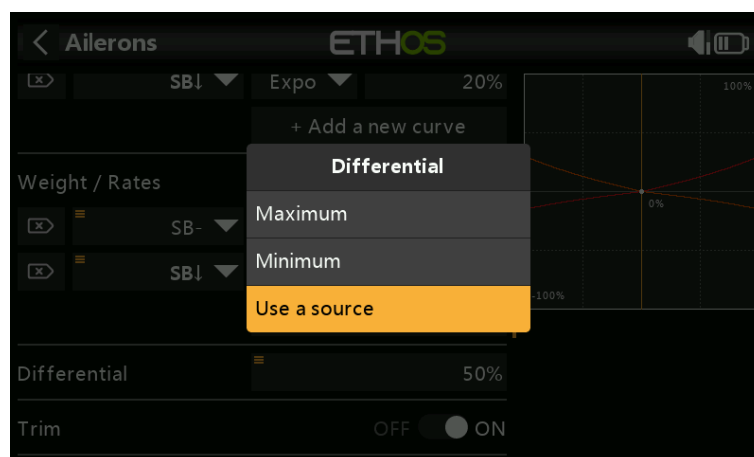 Ailerons
ETHOS
SB↓ Expo 20%
+ Add a new curve
100%
Differential
Weight / Rates
Maximum
SB-
0%
Minimum
SB↓
Use a source
-100%
Differential 50%
Trim OFF ON